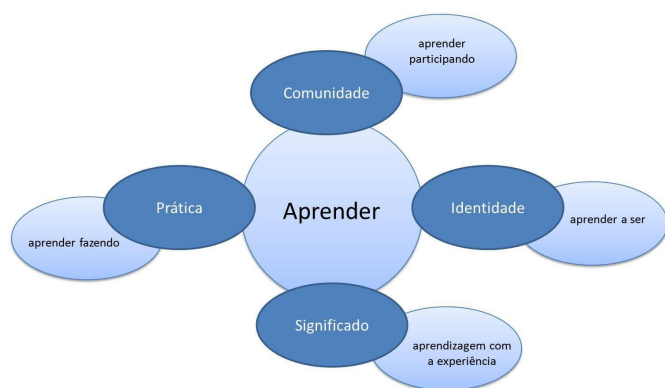 aprender
participando
Comunidade
Prática
Aprender
Identidade
aprender fazendo
aprender a ser
Significado
aprendizagem com
a experiência